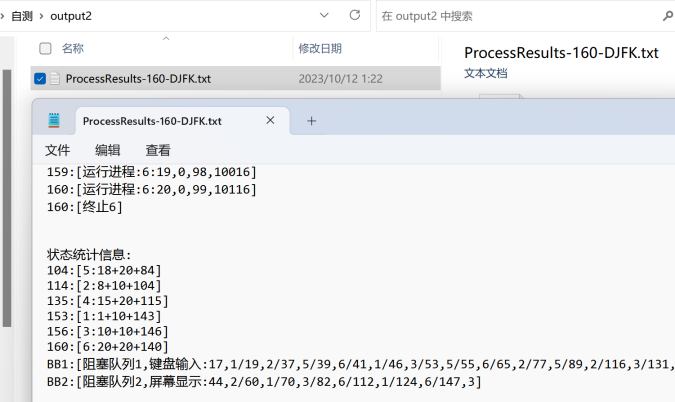 自测 output2 在 output2 中搜索
名称 修改日期
ProcessResults-160-DJFK.txt 2023/10/12 1:22
ProcessResults-160-DJFK.txt
文本文档
ProcessResults-160-DJFK.txt
文件 编辑 查看
159:[运行进程:6:19,0,98,10016]
160:[运行进程:6:20,0,99,10116]
160:[终止6]
状态统计信息:
104:[5:18+20+84]
114:[2:8+10+104]
135:[4:15+20+115]
153:[1:1+10+143]
156:[3:10+10+146]
160:[6:20+20+140]
BB1:[阻塞队列1,键盘输入:17,1/19,2/37,5/39,6/41,1/46,3/53,5/55,6/65,2/77,5/89,2/116,3/131,
BB2:[阻塞队列2,屏幕显示:44,2/60,1/70,3/82,6/112,1/124,6/147,3]